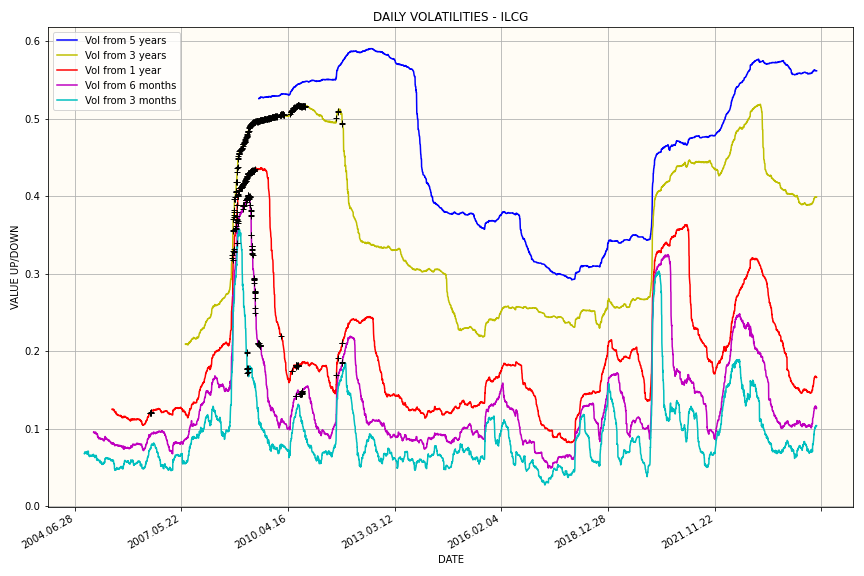 DAILY VOLATILITIES - ILCG
Vol from 5 years
Vol from 3 years
Vol from 1 year
Vol from 6 months
Vol from 3 months
VALUE UP/DOWN
0.6
0.5
0.4
0.3
0.2
0.1
0.0
2004.06.28
2007.05.22
2010.04.16
2013.03.12
2016.02.04
2018.12.28
2021.11.22
DATE